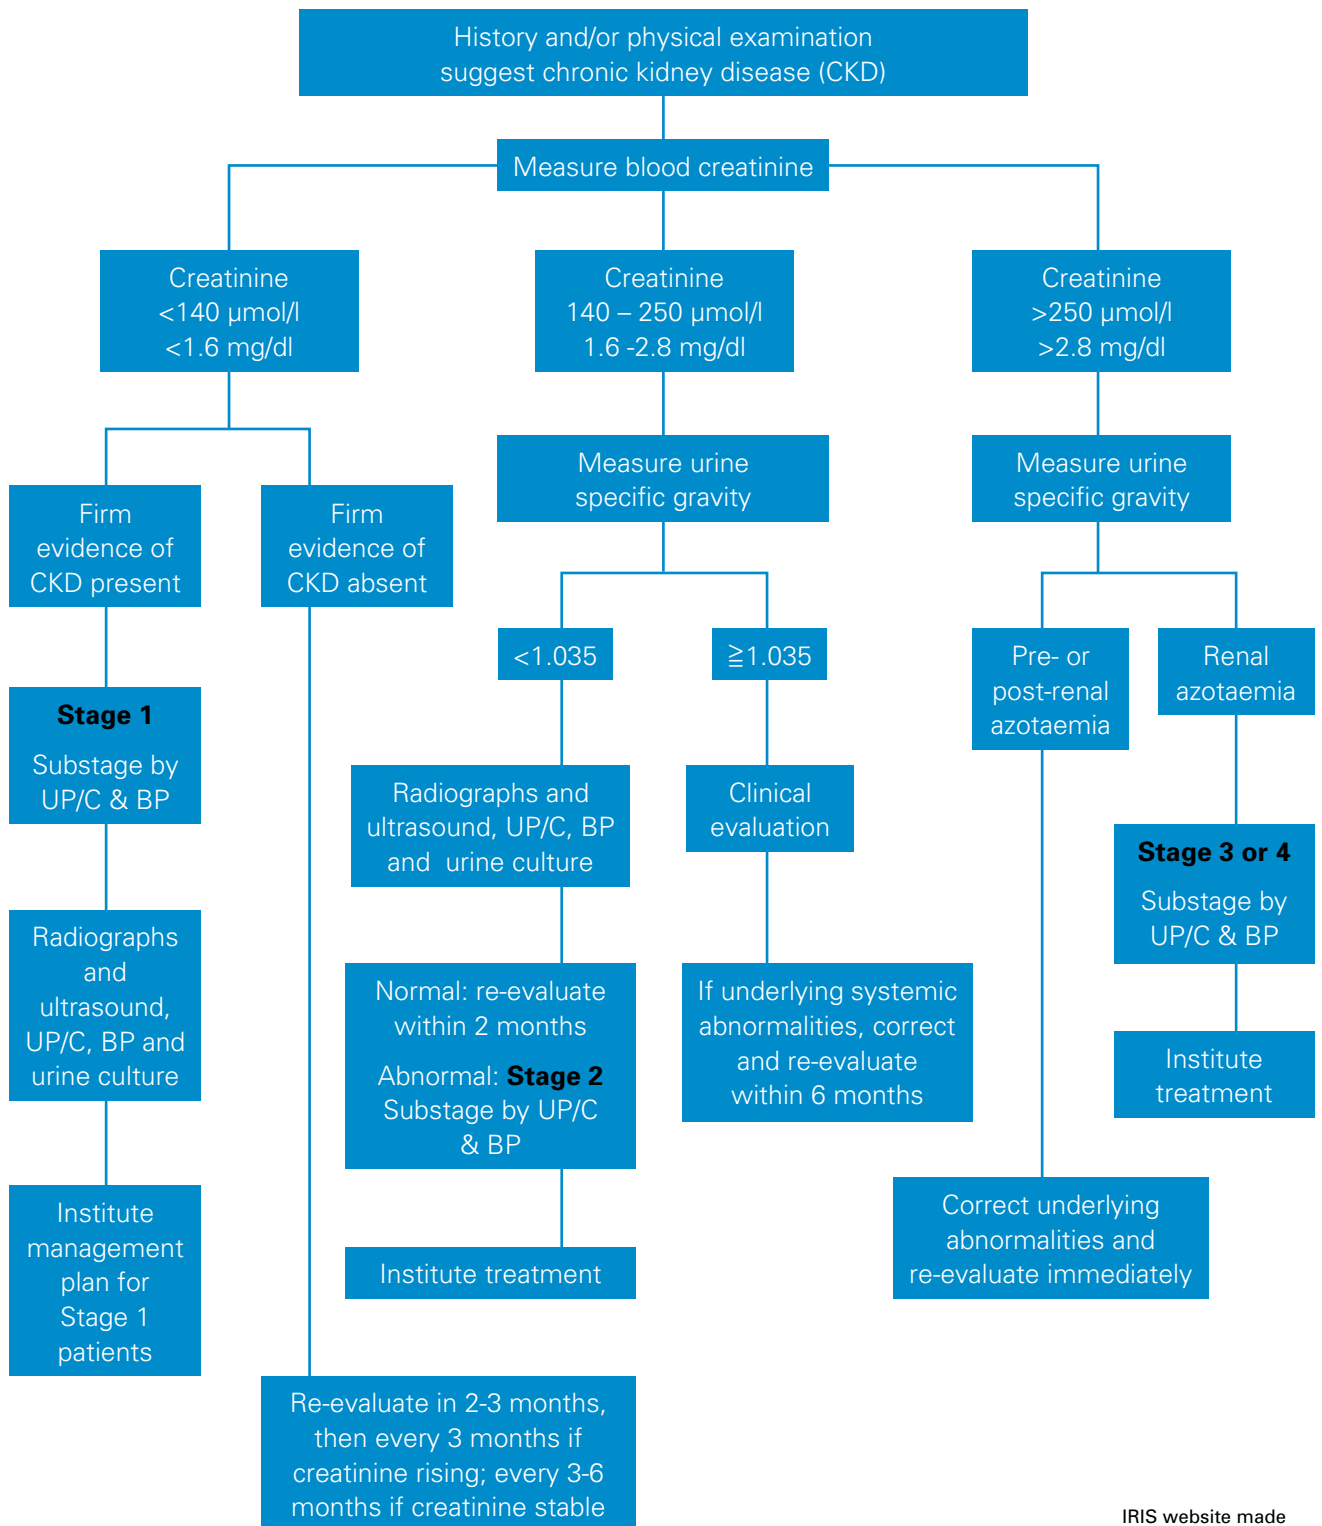 History and/or physical examination
suggest chronic kidney disease (CKD)
Measure blood creatinine
Creatinine
<140 µmol/l
<1.6 mg/dl
Creatinine
140 – 250 µmol/l
1.6 -2.8 mg/dl
Creatinine
>250 µmol/l
>2.8 mg/dl
Firm
evidence of
CKD present
Firm
evidence of
CKD absent
Measure urine
specific gravity
Measure urine
specific gravity
<1.035
≧1.035
Pre- or
post-renal
azotaemia
Renal
azotaemia
Stage 1
Substage by
UP/C & BP
Radiographs and
ultrasound, UP/C, BP
and urine culture
Clinical
evaluation
Stage 3 or 4
Substage by
UP/C & BP
Radiographs
and
ultrasound,
UP/C, BP and
urine culture
Normal: re-evaluate
within 2 months
Abnormal: Stage 2
Substage by UP/C
& BP
If underlying systemic
abnormalities, correct
and re-evaluate
within 6 months
Institute
treatment
Institute
management
plan for
Stage 1
patients
Institute treatment
Correct underlying
abnormalities and
re-evaluate immediately
Re-evaluate in 2-3 months,
then every 3 months if
creatinine rising; every 3-6
months if creatinine stable
IRIS website made